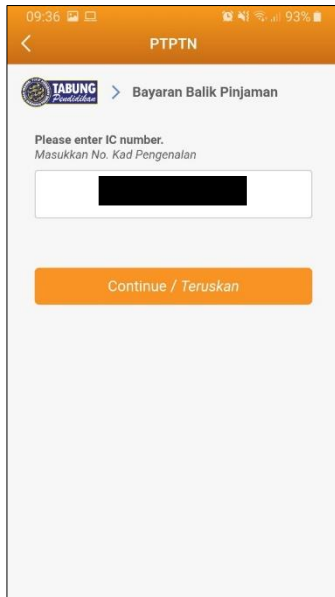 09:36 93%
PTPTN
TABUNG
Pendidikan
> Bayaran Balik Pinjaman
Please enter IC number.
Masukkan No. Kad Pengenalan
Continue / Teruskan